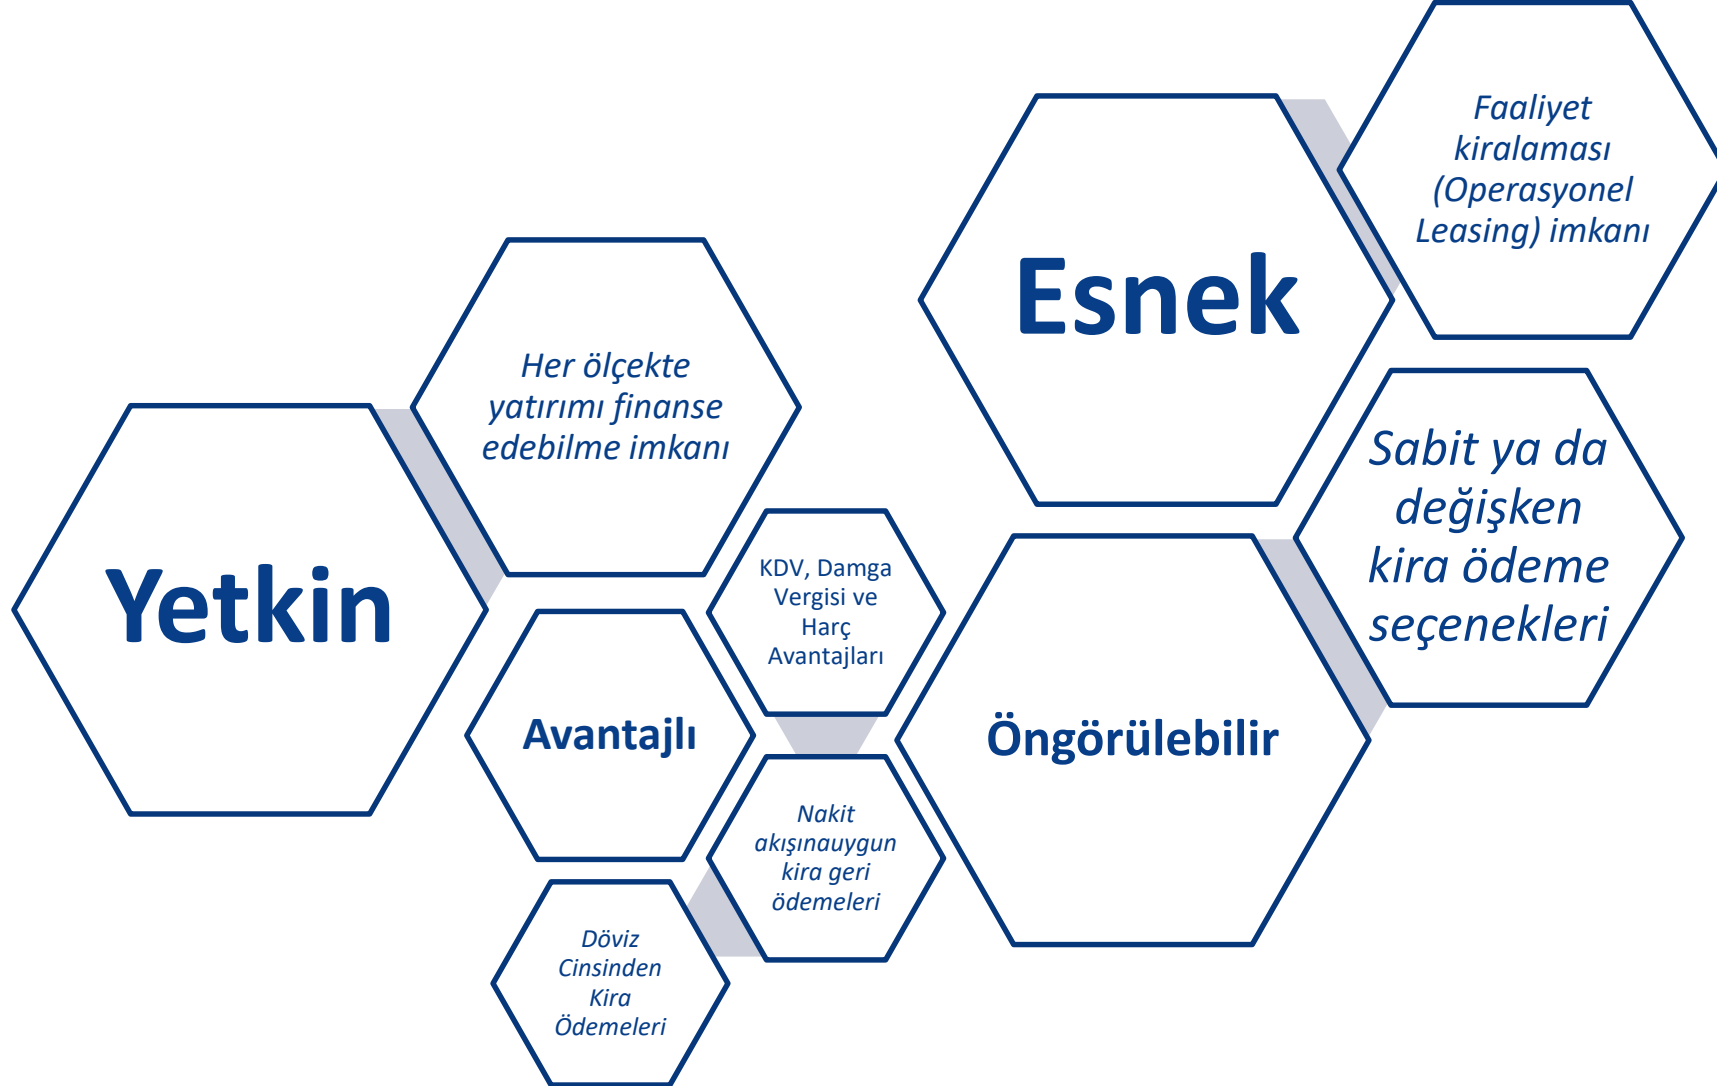 Yetkin
Her ölçekte
yatırımı finanse
edebilme imkanı
Avantajlı
KDV, Damga
Vergisi ve
Harç
Avantajları
Nakit
akışınauygun
kira geri
ödemeleri
Döviz
Cinsinden
Kira
Ödemeleri
Esnek
Faaliyet
kiralaması
(Operasyonel
Leasing) imkanı
Öngörülebilir
Sabit ya da
değişken
kira ödeme
seçenekleri